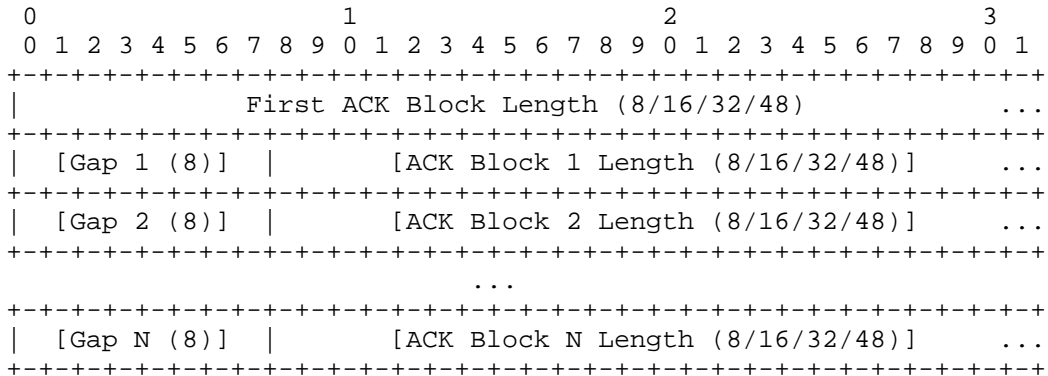 0                   1                   2                   3
 0 1 2 3 4 5 6 7 8 9 0 1 2 3 4 5 6 7 8 9 0 1 2 3 4 5 6 7 8 9 0 1
+-+-+-+-+-+-+-+-+-+-+-+-+-+-+-+-+-+-+-+-+-+-+-+-+-+-+-+-+-+-+-+-+
|              First ACK Block Length (8/16/32/48)            ...
+-+-+-+-+-+-+-+-+-+-+-+-+-+-+-+-+-+-+-+-+-+-+-+-+-+-+-+-+-+-+-+-+
|  [Gap 1 (8)]  |       [ACK Block 1 Length (8/16/32/48)]     ...
+-+-+-+-+-+-+-+-+-+-+-+-+-+-+-+-+-+-+-+-+-+-+-+-+-+-+-+-+-+-+-+-+
|  [Gap 2 (8)]  |       [ACK Block 2 Length (8/16/32/48)]     ...
+-+-+-+-+-+-+-+-+-+-+-+-+-+-+-+-+-+-+-+-+-+-+-+-+-+-+-+-+-+-+-+-+
                             ...
+-+-+-+-+-+-+-+-+-+-+-+-+-+-+-+-+-+-+-+-+-+-+-+-+-+-+-+-+-+-+-+-+
|  [Gap N (8)]  |       [ACK Block N Length (8/16/32/48)]     ...
+-+-+-+-+-+-+-+-+-+-+-+-+-+-+-+-+-+-+-+-+-+-+-+-+-+-+-+-+-+-+-+-+